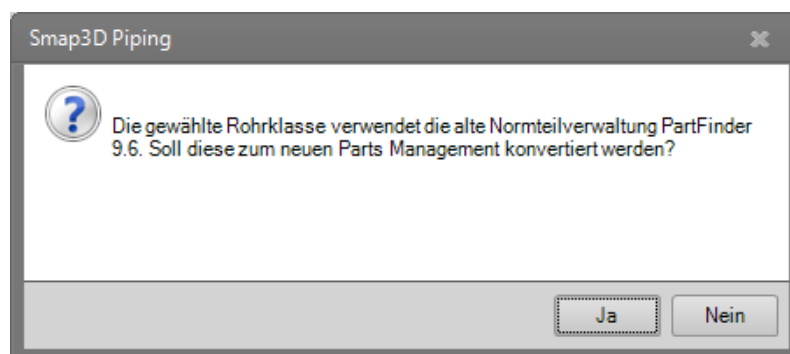 Smap3D Piping
Die gewählte Rohrklasse verwendet die alte Normteilverwaltung PartFinder
9.6. Soll diese zum neuen Parts Management konvertiert werden?
Ja
Nein